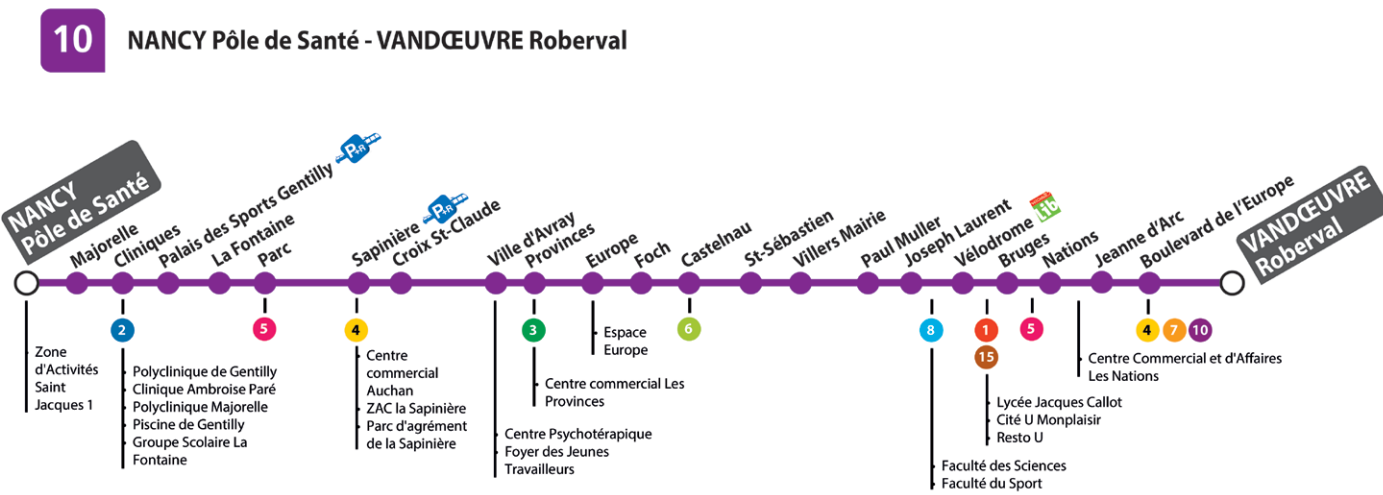 10
NANCY Pôle de Santé - VANDŒUVRE Roberval
NANCY
Pôle de Santé
Majorelle
Cliniques
Palais des Sports Gentilly
P+R
La Fontaine
Parc
Sapinière
P+R
Croix St-Claude
Ville d'Avray
Provinces
Europe
Foch
Castelnau
St-Sébastien
Villers Mairie
Paul Muller
Joseph Laurent
Vélodrome
Lib
Bruges
Nations
Jeanne d'Arc
Boulevard de l'Europe
VANDŒUVRE
Roberval
2
5
4
3
6
8
1
15
5
4
7
10
Zone
d'Activités
Saint
Jacques 1
Polyclinique de Gentilly
Clinique Ambroise Paré
Polyclinique Majorelle
Piscine de Gentilly
Groupe Scolaire La
Fontaine
Centre
commercial
Auchan
ZAC la Sapinière
Parc d'agrément
de la Sapinière
Centre Psychotérapique
Foyer des Jeunes
Travailleurs
Centre commercial Les
Provinces
Espace
Europe
Faculté des Sciences
Faculté du Sport
Lycée Jacques Callot
Cité U Monplaisir
Resto U
Centre Commercial et d'Affaires
Les Nations